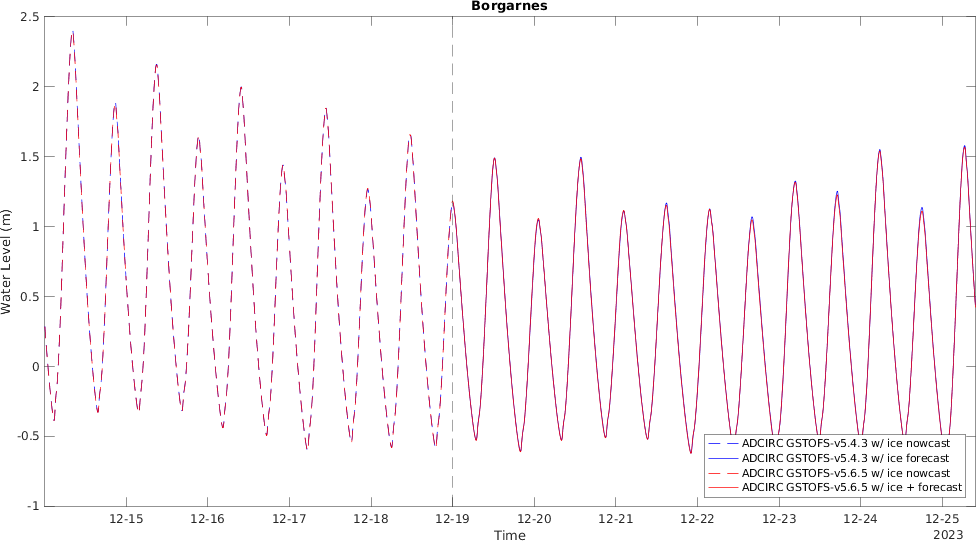 Borgarnes
2.5
2
1.5
1
0.5
0
-0.5
-1
Water Level (m)
12-15 12-16 12-17 12-18 12-19 12-20 12-21 12-22 12-23 12-24 12-25
Time
2023
ADCIRC GSTOFS-v5.4.3 w/ ice nowcast
ADCIRC GSTOFS-v5.4.3 w/ ice forecast
ADCIRC GSTOFS-v5.6.5 w/ ice nowcast
ADCIRC GSTOFS-v5.6.5 w/ ice + forecast